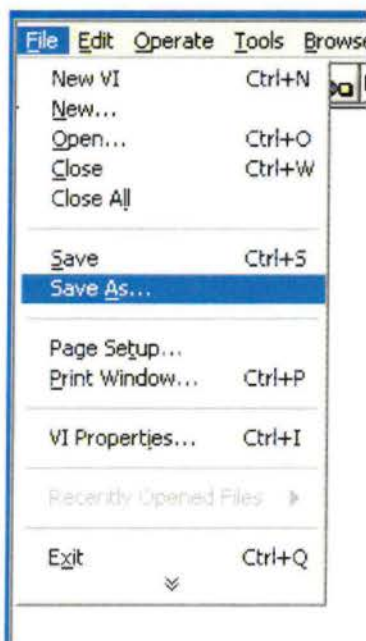 File Edit Operate Tools Browse
New VI Ctrl+N
New...
Open... Ctrl+O
Close Ctrl+W
Close All
Save Ctrl+S
Save As...
Page Setup...
Print Window... Ctrl+P
VI Properties... Ctrl+I
Recently Opened Files
Exit Ctrl+Q